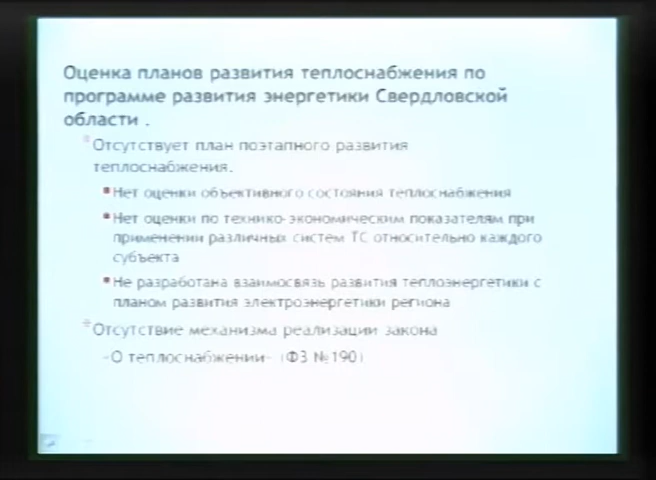 Оценка планов развития теплоснабжения по
программе развития энергетики Свердловской
области .
Отсутствует план поэтапного развития
теплоснабжения.
Нет оценки объективного состояния теплоснабжения
Нет оценки по технико-экономическим показателям при
применении различных систем ТС относительно каждого
субъекта
Не разработана взаимосвязь развития теплоэнергетики с
планом развития электроэнергетики региона
Отсутствие механизма реализации закона
«О теплоснабжении» (ФЗ №190)